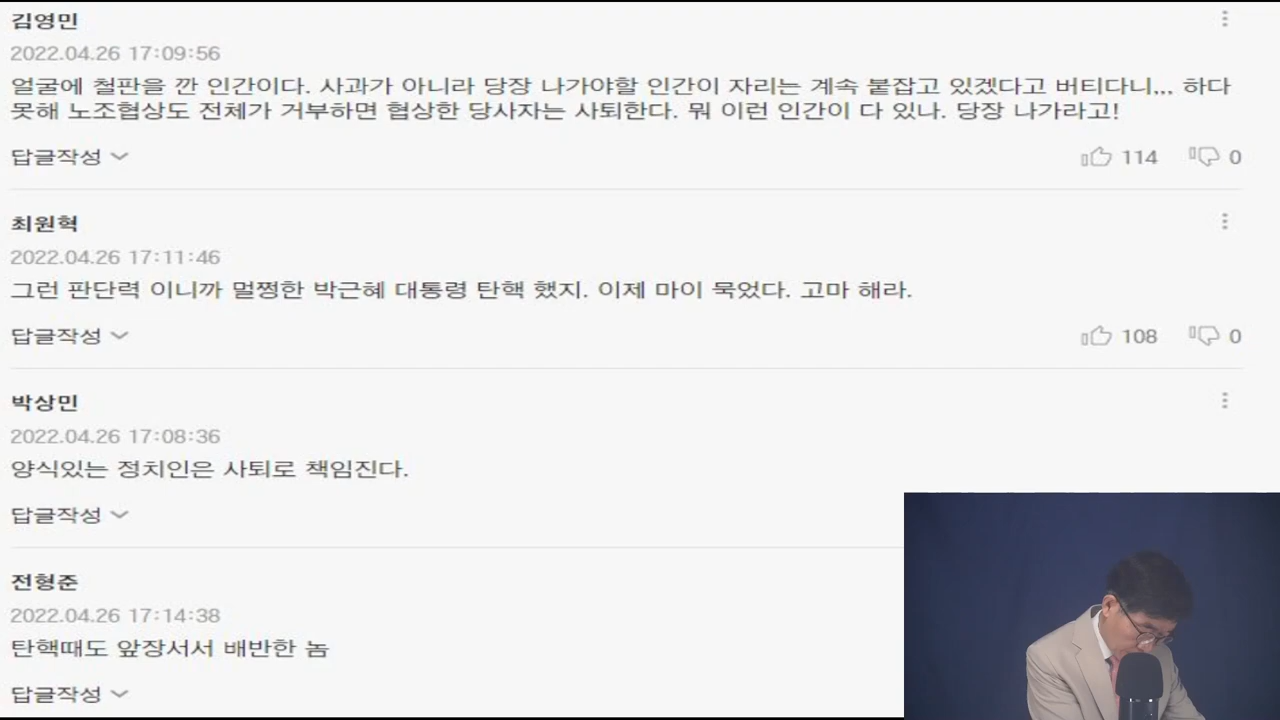 김영민
2022.04.26 17:09:56
얼굴에 철판을 깐 인간이다. 사과가 아니라 당장 나가야할 인간이 자리는 계속 붙잡고 있겠다고 버티다니,,, 하다
못해 노조협상도 전체가 거부하면 협상한 당사자는 사퇴한다. 뭐 이런 인간이 다 있나. 당장 나가라고!
답글작성
114 0
최원혁
2022.04.26 17:11:46
그런 판단력 이니까 멀쩡한 박근혜 대통령 탄핵 했지. 이제 마이 묵었다. 고마 해라.
답글작성
108 0
박상민
2022.04.26 17:08:36
양식있는 정치인은 사퇴로 책임진다.
답글작성
전형준
2022.04.26 17:14:38
탄핵때도 앞장서서 배반한 놈
답글작성